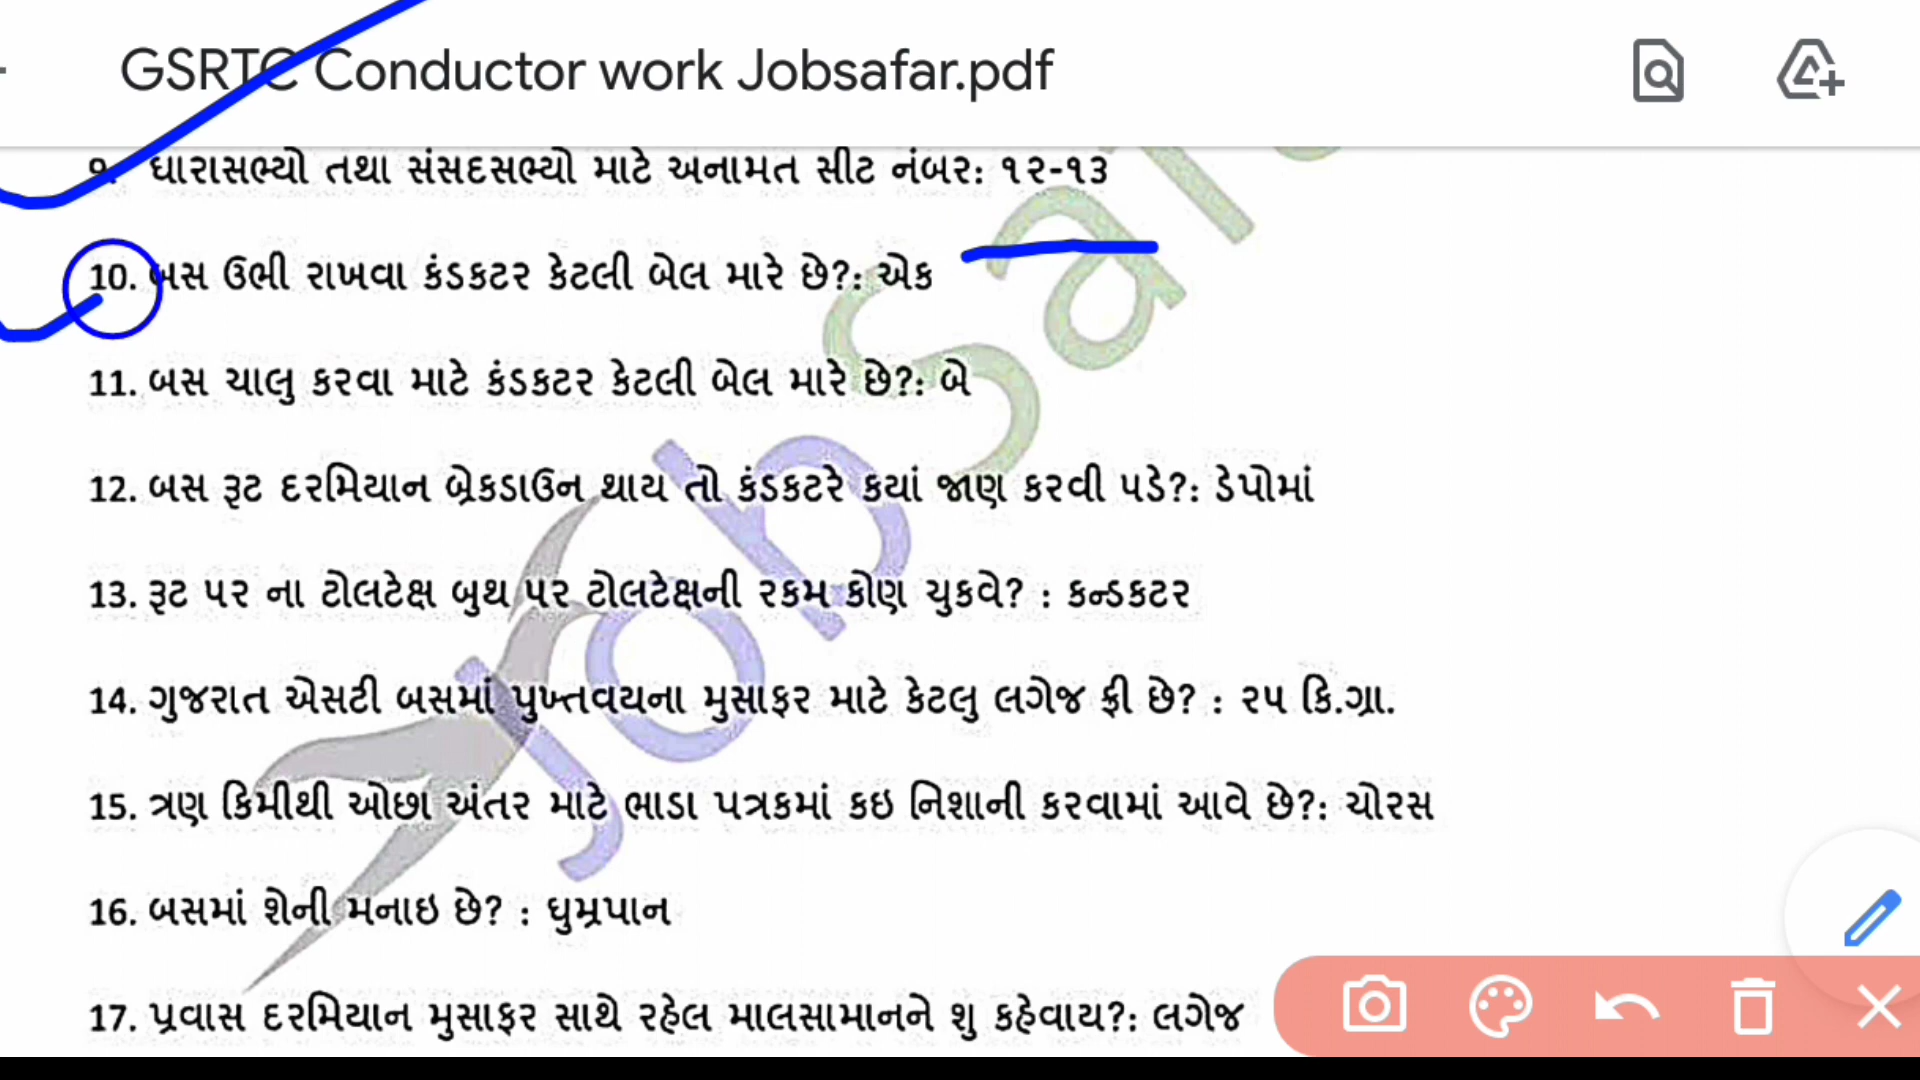 GSRTC Conductor work Jobsafar.pdf
9. ધારાસભ્યો તથા સંસદસભ્યો માટે અનામત સીટ નંબર: ૧૨-૧૩
10. બસ ઉભી રાખવા કંડકટર કેટલી બેલ મારે છે?: એક
11. બસ ચાલુ કરવા માટે કંડકટર કેટલી બેલ મારે છે?: બે
12. બસ રૂટ દરમિયાન બ્રેકડાઉન થાય તો કંડકટરે કયાં જાણ કરવી પડે?: ડેપોમાં
13. રૂટ પર ના ટોલટેક્ષ બુથ પર ટોલટેક્ષની રકમ કોણ ચુકવે? : કન્ડકટર
14. ગુજરાત એસટી બસમાં પુખ્તવયના મુસાફર માટે કેટલુ લગેજ ફ્રી છે? : ૨૫ કિ.ગ્રા.
15. ત્રણ કિમીથી ઓછા અંતર માટે ભાડા પત્રકમાં કઇ નિશાની કરવામાં આવે છે?: ચોરસ
16. બસમાં શેની મનાઇ છે? : ધુમ્રપાન
17. પ્રવાસ દરમિયાન મુસાફર સાથે રહેલ માલસામાનને શુ કહેવાય?: લગેજ